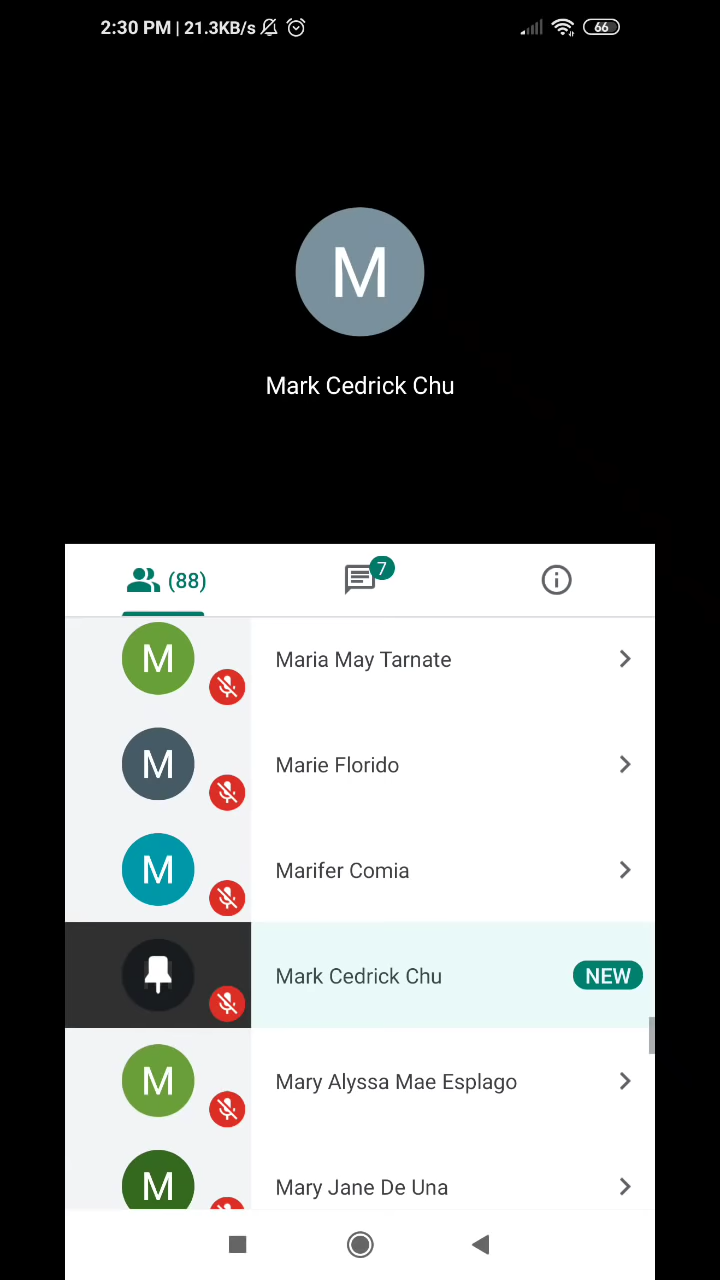 2:30 PM | 21.3KB/s 66
M
Mark Cedrick Chu
(88) 7
M Maria May Tarnate
M Marie Florido
M Marifer Comia
Mark Cedrick Chu NEW
M Mary Alyssa Mae Esplago
M Mary Jane De Una